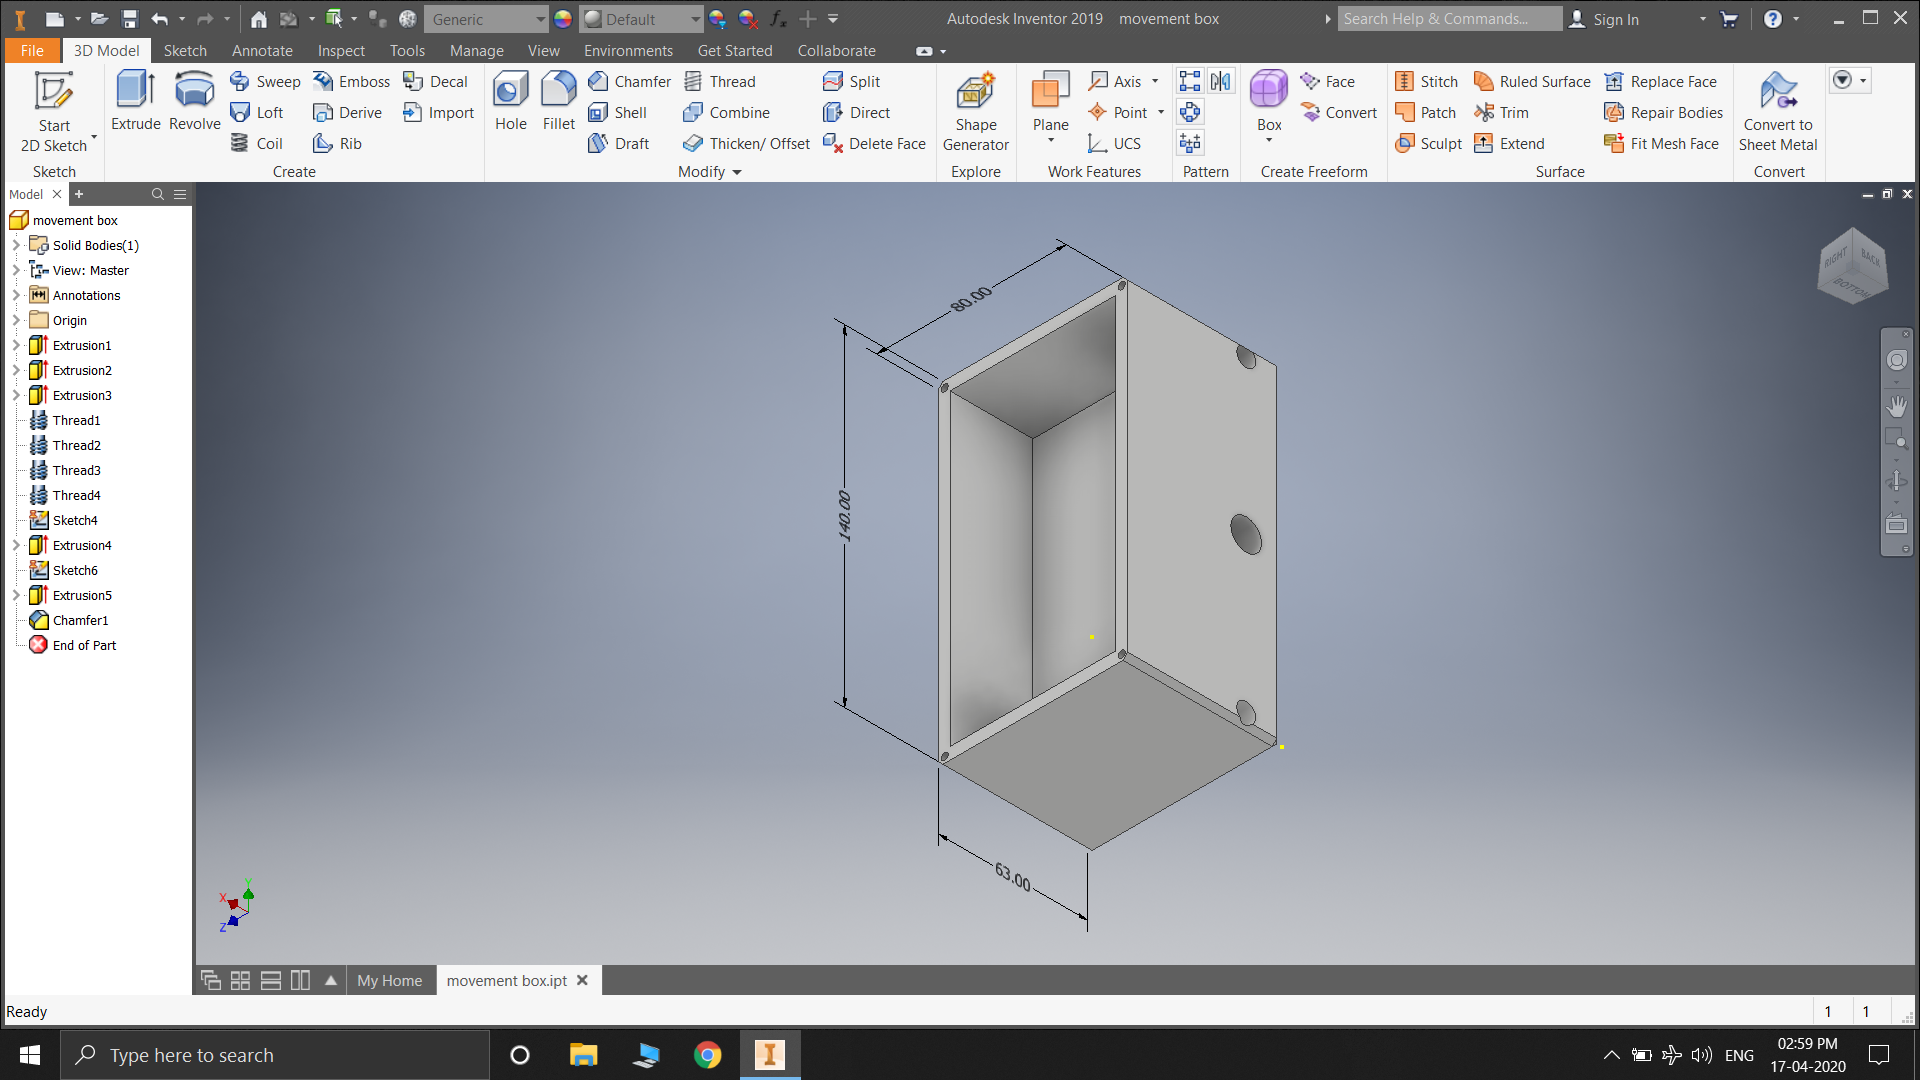 Generic
Default
Autodesk Inventor 2019 movement box
Search Help & Commands...
Sign In
File 3D Model Sketch Annotate Inspect Tools Manage View Environments Get Started Collaborate
Start
2D Sketch
Sketch
Extrude
Revolve
Sweep
Loft
Coil
Emboss
Derive
Rib
Decal
Import
Create
Hole
Fillet
Chamfer
Shell
Draft
Thread
Combine
Thicken/ Offset
Split
Direct
Delete Face
Modify
Shape
Generator
Explore
Plane
Axis
Point
UCS
Work Features
Pattern
Box
Face
Convert
Create Freeform
Stitch
Patch
Sculpt
Ruled Surface
Trim
Extend
Replace Face
Repair Bodies
Fit Mesh Face
Surface
Convert to
Sheet Metal
Convert
Model
movement box
Solid Bodies(1)
View: Master
Annotations
Origin
Extrusion1
Extrusion2
Extrusion3
Thread1
Thread2
Thread3
Thread4
Sketch4
Extrusion4
Sketch6
Extrusion5
Chamfer1
End of Part
80.00
140.00
63.00
RIGHT
BACK
BOTTOM
Y
X
Z
My Home
movement box.ipt
Ready
1 1
Type here to search
ENG
02:59 PM
17-04-2020